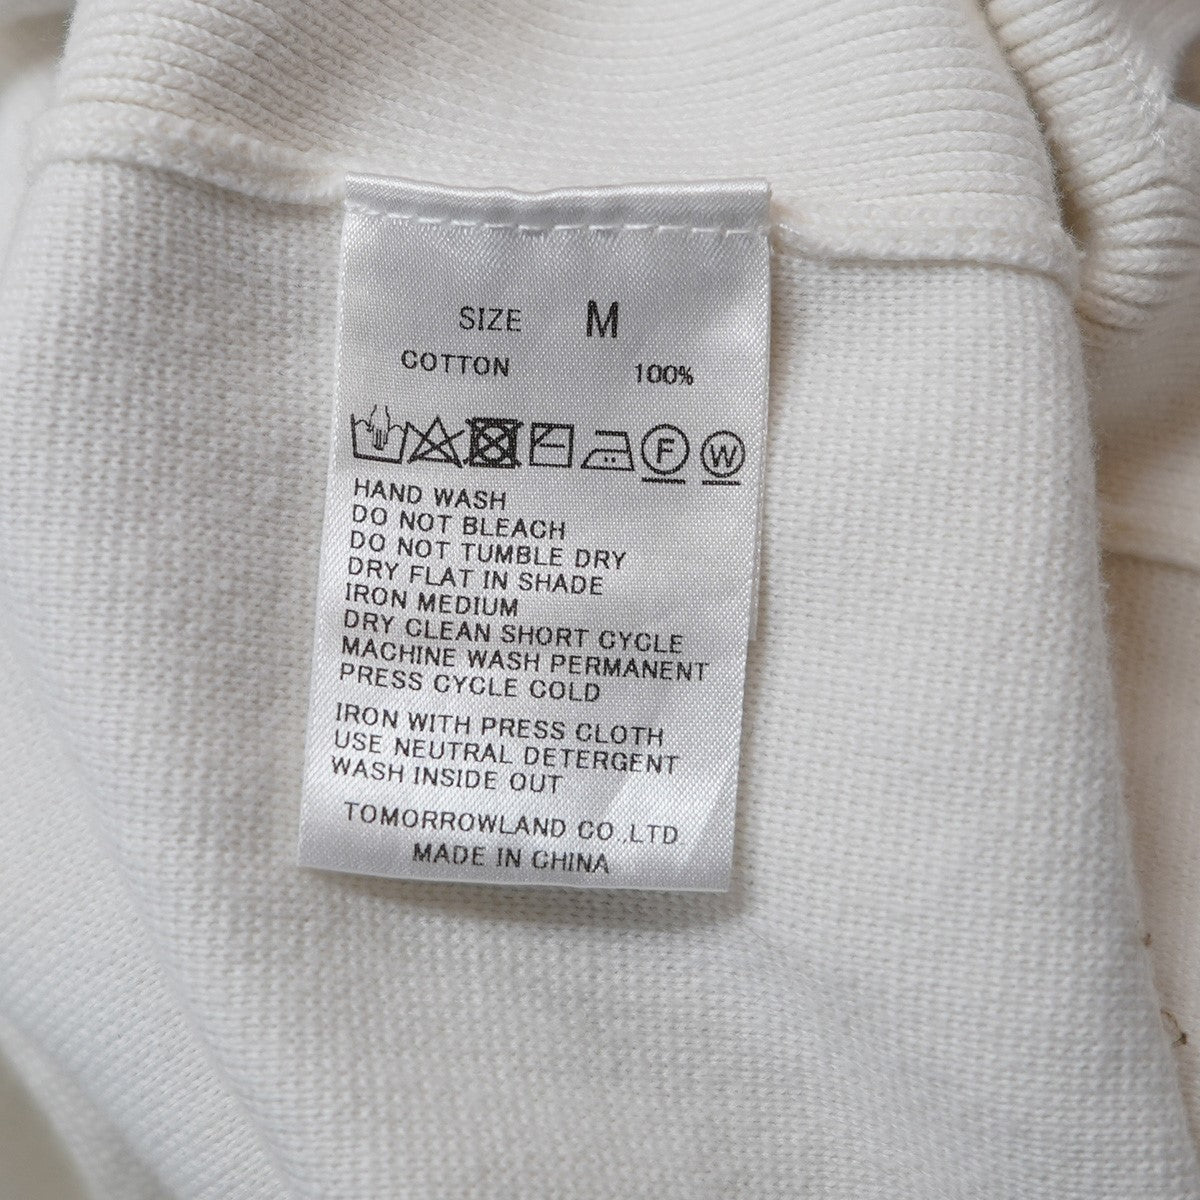 SIZE M
COTTON 100%
F W
HAND WASH
DO NOT BLEACH
DO NOT TUMBLE DRY
DRY FLAT IN SHADE
IRON MEDIUM
DRY CLEAN SHORT CYCLE
MACHINE WASH PERMANENT
PRESS CYCLE COLD
IRON WITH PRESS CLOTH
USE NEUTRAL DETERGENT
WASH INSIDE OUT
TOMORROWLAND CO.,LTD
MADE IN CHINA